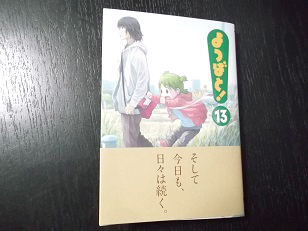 よつばと!
13
そして
今日も、
日々は続く。